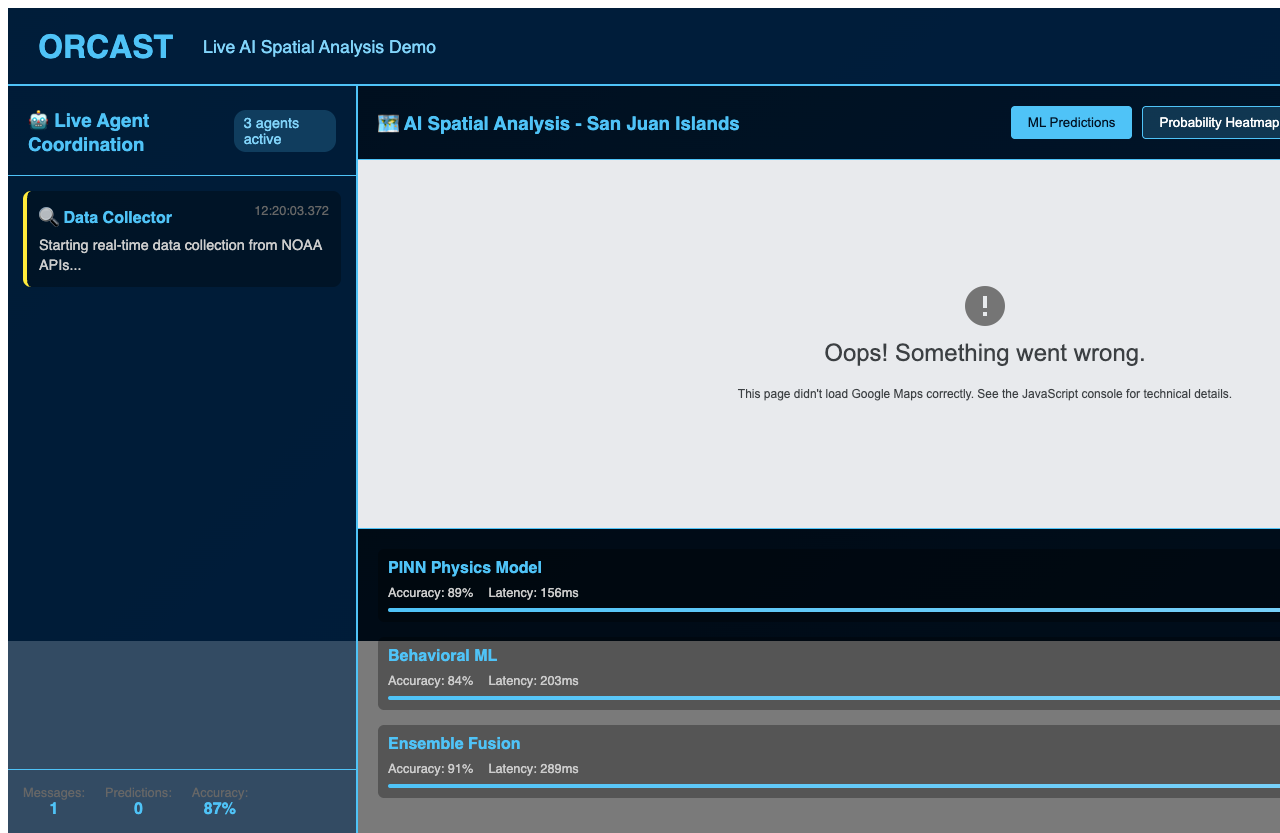 ORCAST
Live AI Spatial Analysis Demo
Live Agent
Coordination
3 agents
active
Data Collector
12:20:03.372
Starting real-time data collection from NOAA
APIs...
Messages:
1
Predictions:
0
Accuracy:
87%
AI Spatial Analysis - San Juan Islands
ML Predictions
Probability Heatmap
Oops! Something went wrong.
This page didn't load Google Maps correctly. See the JavaScript console for technical details.
PINN Physics Model
Accuracy: 89% Latency: 156ms
Behavioral ML
Accuracy: 84% Latency: 203ms
Ensemble Fusion
Accuracy: 91% Latency: 289ms